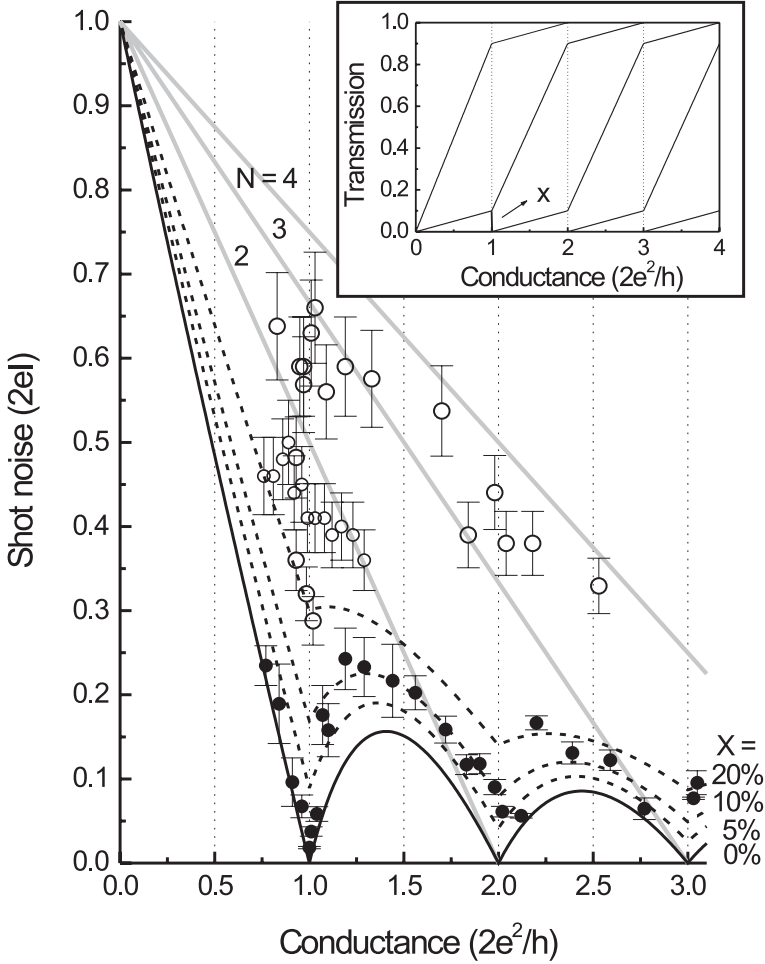 1.0
0.9
0.8
0.7
0.6
0.5
0.4
0.3
0.2
0.1
0.0
Shot noise (2eI)
0.0 0.5 1.0 1.5 2.0 2.5 3.0
Conductance (2e²/h)
N = 4
3
2
X =
20%
10%
5%
0%
1.0
0.8
0.6
0.4
0.2
0.0
Transmission
0 1 2 3 4
Conductance (2e²/h)
X